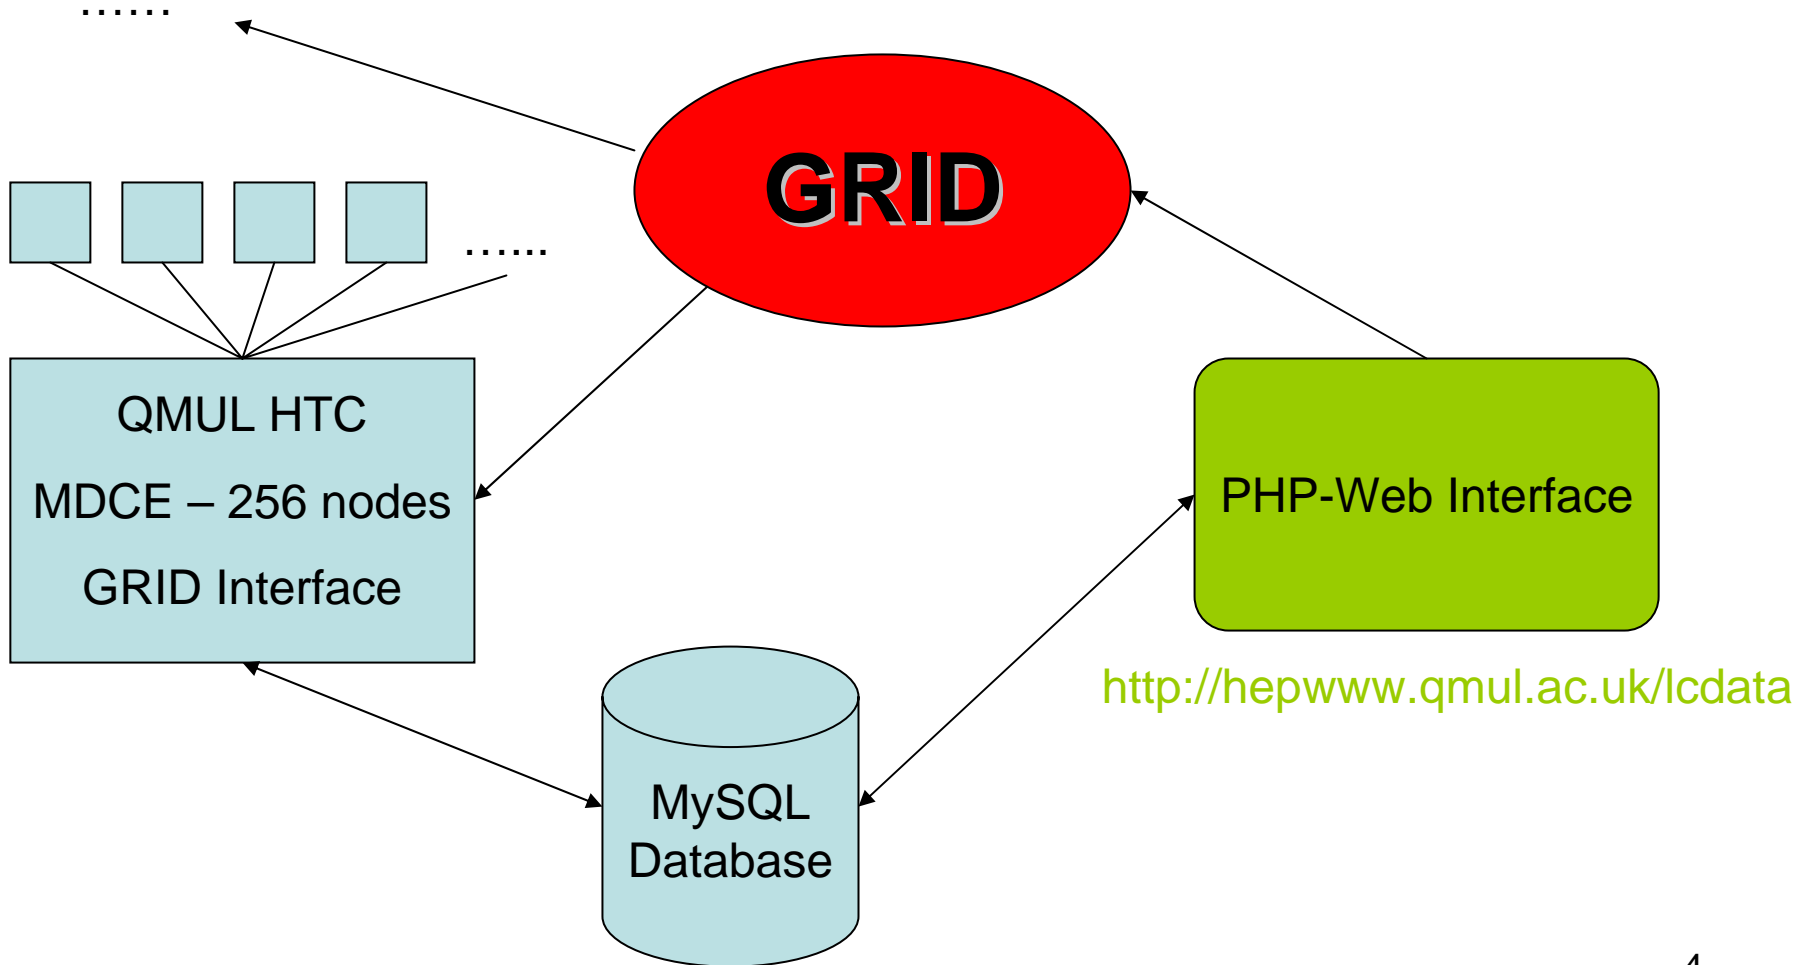 ……
GRID
…...
QMUL HTC
MDCE – 256 nodes
GRID Interface
PHP-Web Interface
http://hepwww.qmul.ac.uk/lcdata
MySQL
Database
4